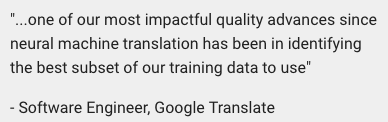 "...one of our most impactful quality advances since
neural machine translation has been in identifying
the best subset of our training data to use"
- Software Engineer, Google Translate